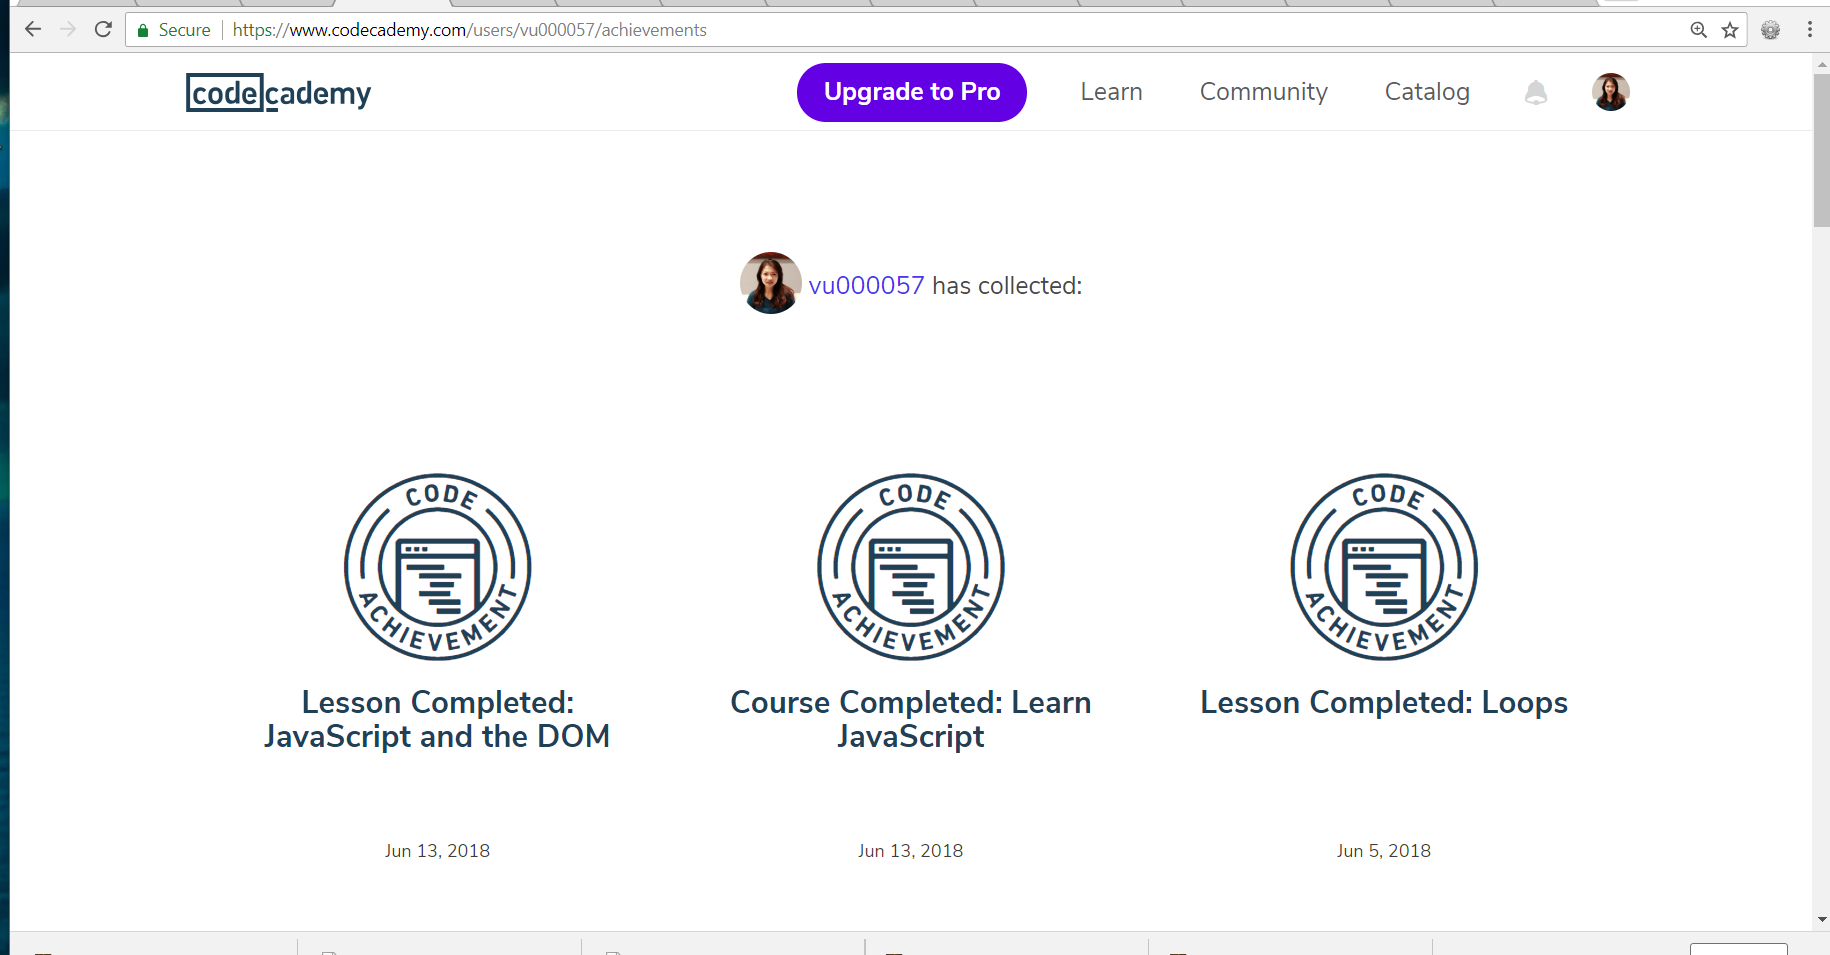 Secure https://www.codecademy.com/users/vu000057/achievements
codecademy Upgrade to Pro Learn Community Catalog
vu000057 has collected:
CODE ACHIEVEMENT CODE ACHIEVEMENT CODE ACHIEVEMENT
Lesson Completed: JavaScript and the DOM
Course Completed: Learn JavaScript
Lesson Completed: Loops
Jun 13, 2018 Jun 13, 2018 Jun 5, 2018